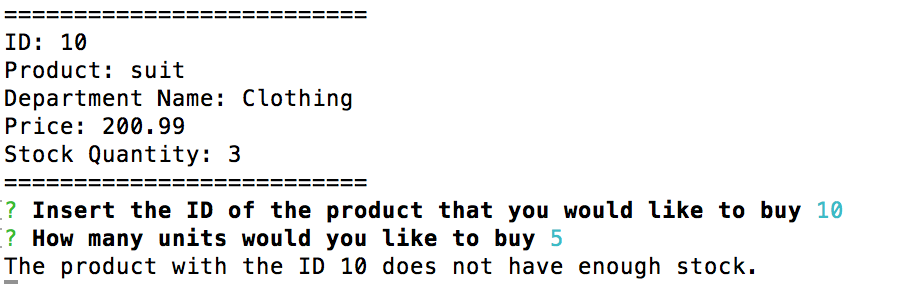 ==========================
ID: 10
Product: suit
Department Name: Clothing
Price: 200.99
Stock Quantity: 3
==========================
? Insert the ID of the product that you would like to buy 10
? How many units would you like to buy 5
The product with the ID 10 does not have enough stock.